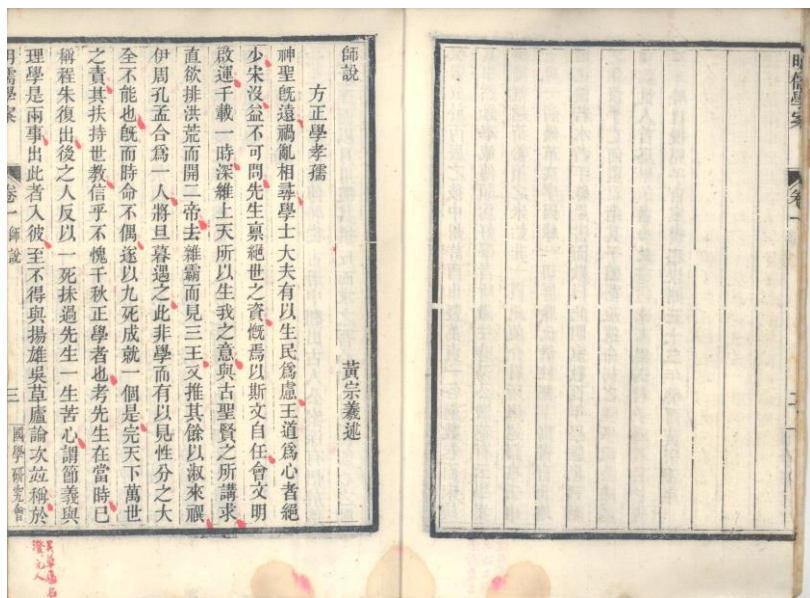 明儒學案
卷一
二
師說
黃宗羲述
方正學孝孺
神聖既遠禍亂相尋學士大夫有以生民為慮王道為心者絕
少宋沒益不可問先生稟絕世之資慨焉以斯文自任會文明
啟運千載一時深維上天所以生我之意與古聖賢之所講求
直欲排洪荒而開二帝去雜霸而見三王又推其餘以淑來禩
伊周孔孟合為一人將旦暮遇之此非學而有以見性分之大
全不能也既而時命不偶遂以九死成就一個是完天下萬世
之責其扶持世教信乎不愧千秋正學者也考先生在當時已
稱程朱復出後之人反以一死抹過先生一生苦心謂節義與
理學是兩事出此者入彼至不得與揚雄吳草廬論次並稱於
明儒學案
卷一
師說
三
國學研究會
吳草廬名
澄元人